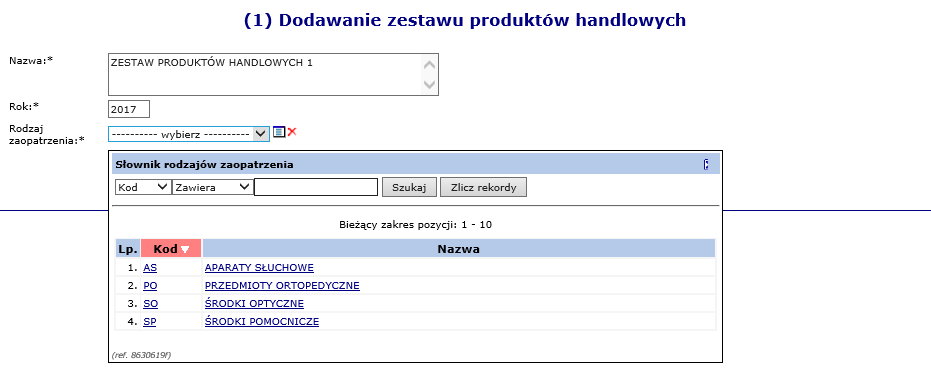 (1) Dodawanie zestawu produktów handlowych
Nazwa:* ZESTAW PRODUKTÓW HANDLOWYCH 1
Rok:* 2017
Rodzaj zaopatrzenia:* ---------- wybierz ----------
Słownik rodzajów zaopatrzenia
Kod Zawiera Szukaj Zlicz rekordy
Bieżący zakres pozycji: 1 - 10
Lp. Kod Nazwa
1. AS APARATY SŁUCHOWE
2. PO PRZEDMIOTY ORTOPEDYCZNE
3. SO ŚRODKI OPTYCZNE
4. SP ŚRODKI POMOCNICZE
(ref. 8630619f)